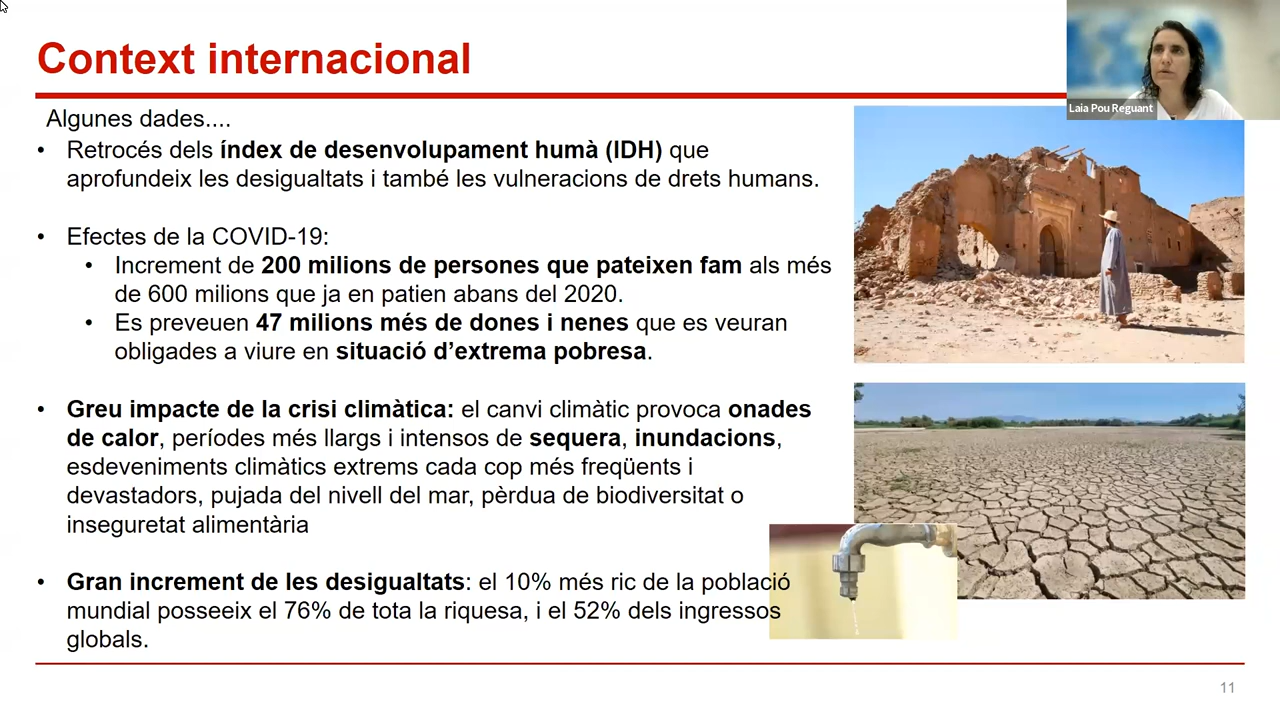 Context internacional
Laia Pou Reguant
Algunes dades....
• Retrocés dels índex de desenvolupament humà (IDH) que
aprofundeix les desigualtats i també les vulneracions de drets humans.
• Efectes de la COVID-19:
• Increment de 200 milions de persones que pateixen fam als més
de 600 milions que ja en patien abans del 2020.
• Es preveuen 47 milions més de dones i nenes que es veuran
obligades a viure en situació d’extrema pobresa.
• Greu impacte de la crisi climàtica: el canvi climàtic provoca onades
de calor, períodes més llargs i intensos de sequera, inundacions,
esdeveniments climàtics extrems cada cop més freqüents i
devastadors, pujada del nivell del mar, pèrdua de biodiversitat o
inseguretat alimentària
• Gran increment de les desigualtats: el 10% més ric de la població
mundial posseeix el 76% de tota la riquesa, i el 52% dels ingressos
globals.
11